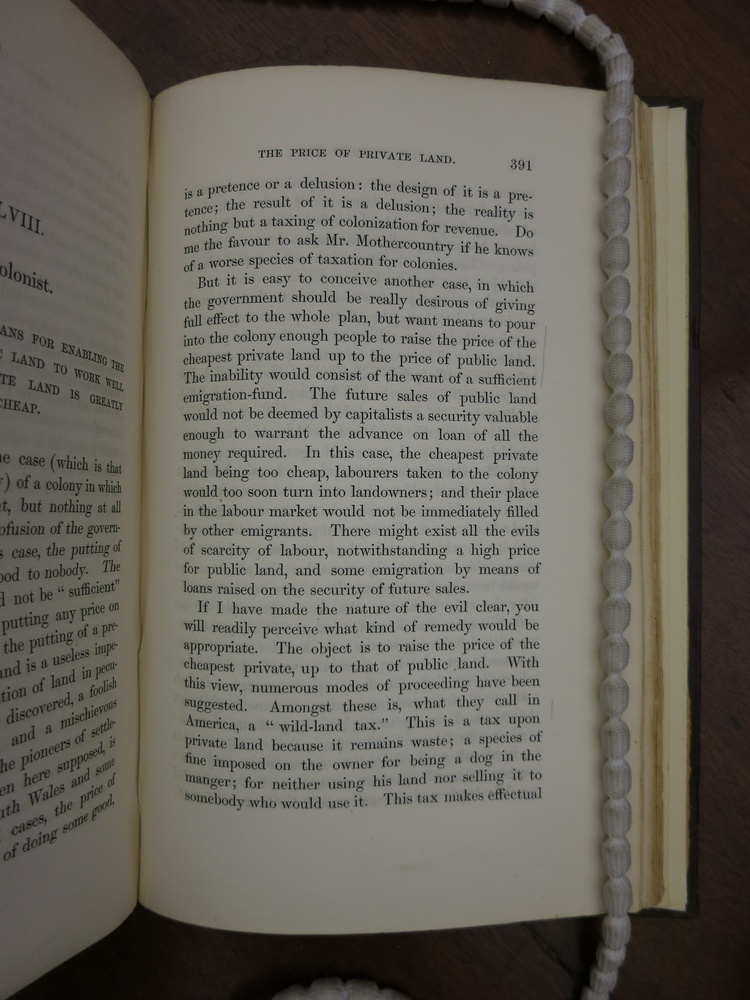 LVIII.
olonist.
ANS FOR ENABLING THE
LAND TO WORK WELL
TE LAND IS GREATLY
CHEAP.
e case (which is that
) of a colony in which
t, but nothing at all
ofusion of the govern-
s case, the putting of
ood to nobody. The
d not be "sufficient"
putting any price on
the putting of a pre-
and is a useless impe-
tion of land in pecu-
discovered, a foolish
and a mischievous
he pioneers of settle-
en here supposed, is
uth Wales and some
cases, the price of
of doing some good,
THE PRICE OF PRIVATE LAND. 391
is a pretence or a delusion: the design of it is a pre-
tence; the result of it is a delusion; the reality is
nothing but a taxing of colonization for revenue. Do
me the favour to ask Mr. Mothercountry if he knows
of a worse species of taxation for colonies.
But it is easy to conceive another case, in which
the government should be really desirous of giving
full effect to the whole plan, but want means to pour
into the colony enough people to raise the price of the
cheapest private land up to the price of public land.
The inability would consist of the want of a sufficient
emigration-fund. The future sales of public land
would not be deemed by capitalists a security valuable
enough to warrant the advance on loan of all the
money required. In this case, the cheapest private
land being too cheap, labourers taken to the colony
would too soon turn into landowners; and their place
in the labour market would not be immediately filled
by other emigrants. There might exist all the evils
of scarcity of labour, notwithstanding a high price
for public land, and some emigration by means of
loans raised on the security of future sales.
If I have made the nature of the evil clear, you
will readily perceive what kind of remedy would be
appropriate. The object is to raise the price of the
cheapest private, up to that of public land. With
this view, numerous modes of proceeding have been
suggested. Amongst these is, what they call in
America, a "wild-land tax." This is a tax upon
private land because it remains waste; a species of
fine imposed on the owner for being a dog in the
manger; for neither using his land nor selling it to
somebody who would use it. This tax makes effectual